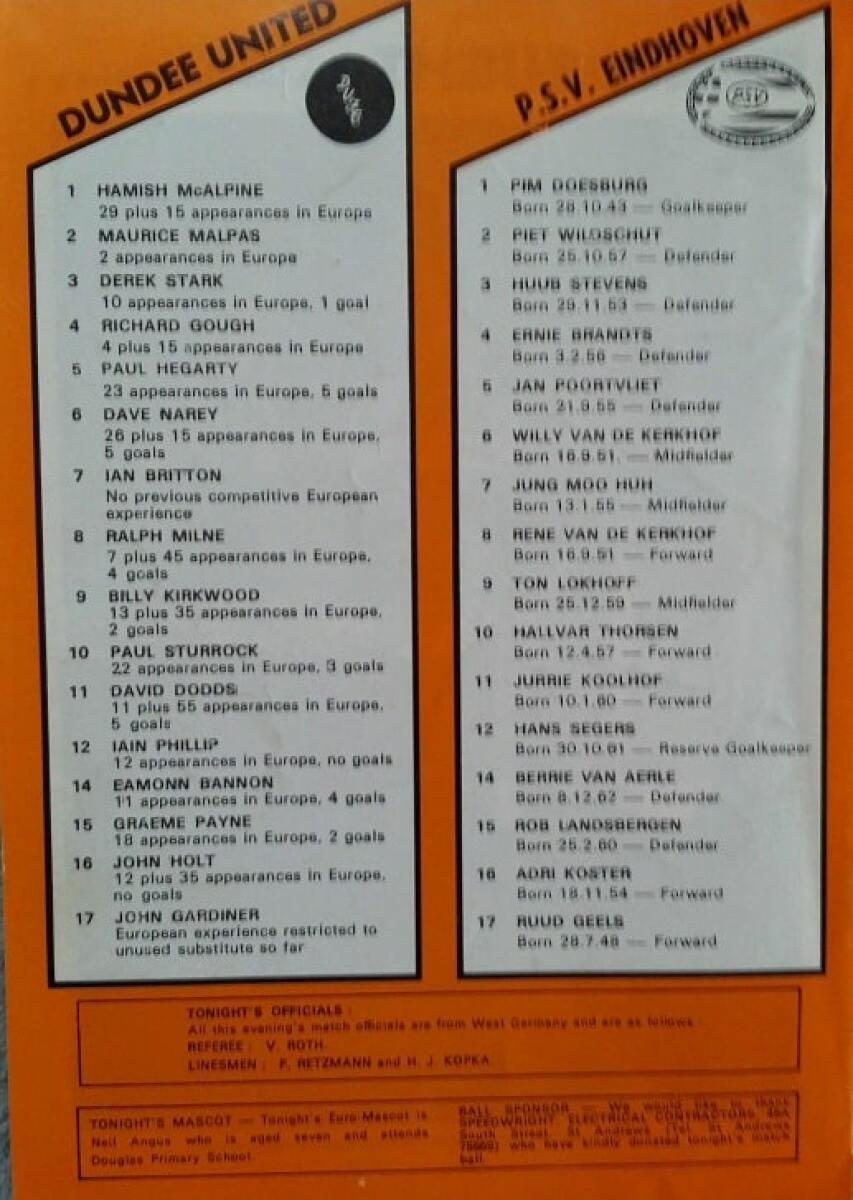 DUNDEE UNITED
1 HAMISH McALPINE
29 plus 15 appearances in Europe
2 MAURICE MALPAS
2 appearances in Europe
3 DEREK STARK
10 appearances in Europe, 1 goal
4 RICHARD GOUGH
4 plus 15 appearances in Europe
5 PAUL HEGARTY
23 appearances in Europe, 5 goals
6 DAVE NAREY
26 plus 15 appearances in Europe,
5 goals
7 IAN BRITTON
No previous competitive European
experience
8 RALPH MILNE
7 plus 45 appearances in Europe,
4 goals
9 BILLY KIRKWOOD
13 plus 35 appearances in Europe,
2 goals
10 PAUL STURROCK
22 appearances in Europe, 3 goals
11 DAVID DODDS
11 plus 55 appearances in Europe,
5 goals
12 IAIN PHILLIP
12 appearances in Europe, no goals
14 EAMONN BANNON
11 appearances in Europe, 4 goals
15 GRAEME PAYNE
18 appearances in Europe, 2 goals
16 JOHN HOLT
12 plus 35 appearances in Europe,
no goals
17 JOHN GARDINER
European experience restricted to
unused substitute so far
P.S.V. EINDHOVEN
PSV
1 PIM DOESBURG
Born 28.10.43 — Goalkeeper
2 PIET WILDSCHUT
Born 25.10.57 — Defender
3 HUUB STEVENS
Born 29.11.53 — Defender
4 ERNIE BRANDTS
Born 3.2.56 — Defender
5 JAN POORTVLIET
Born 21.9.55 — Defender
6 WILLY VAN DE KERKHOF
Born 16.9.51. — Midfielder
7 JUNG MOO HUH
Born 13.1.55 — Midfielder
8 RENE VAN DE KERKHOF
Born 16.9.51 — Forward
9 TON LOKHOFF
Born 25.12.59 — Midfielder
10 HALLVAR THORSEN
Born 12.4.57 — Forward
11 JURRIE KOOLHOF
Born 10.1.60 — Forward
12 HANS SEGERS
Born 30.10.61 — Reserve Goalkeeper
14 BERRIE VAN AERLE
Born 8.12.62 — Defender
15 ROB LANDSBERGEN
Born 25.2.60 — Defender
16 ADRI KOSTER
Born 18.11.54 — Forward
17 RUUD GEELS
Born 28.7.48 — Forward
TONIGHT'S OFFICIALS :
All this evening's match officials are from West Germany and are as follows
REFEREE : V. ROTH
LINESMEN : F. RETZMANN and H. J. KOPKA
TONIGHT'S MASCOT — Tonight's Euro-Mascot is
Neil Angus who is aged seven and attends
Douglas Primary School.
BALL SPONSOR — We would like to thank
SPEEDWRIGHT ELECTRICAL CONTRACTORS,
South Street, St Andrews (Tel. St Andrews
who have kindly donated tonight's match
ball.